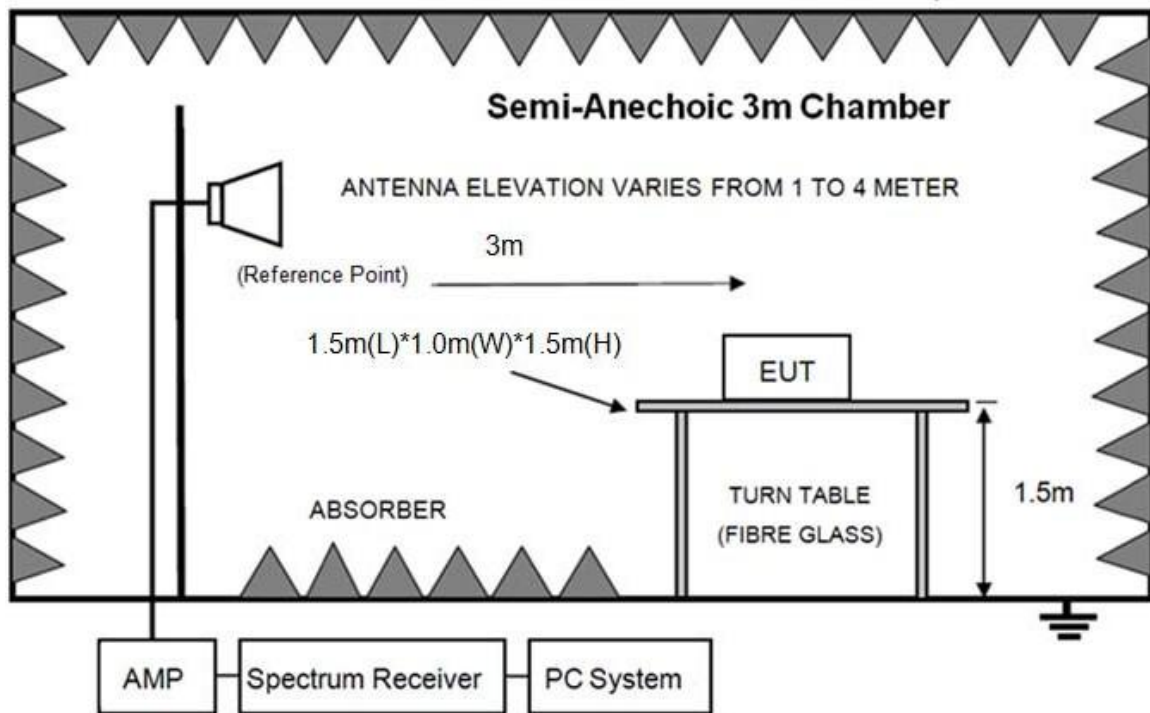 Semi-Anechoic 3m Chamber
ANTENNA ELEVATION VARIES FROM 1 TO 4 METER
3m
(Reference Point)
1.5m(L)*1.0m(W)*1.5m(H)
EUT
1.5m
TURN TABLE
(FIBRE GLASS)
ABSORBER
AMP
Spectrum Receiver
PC System